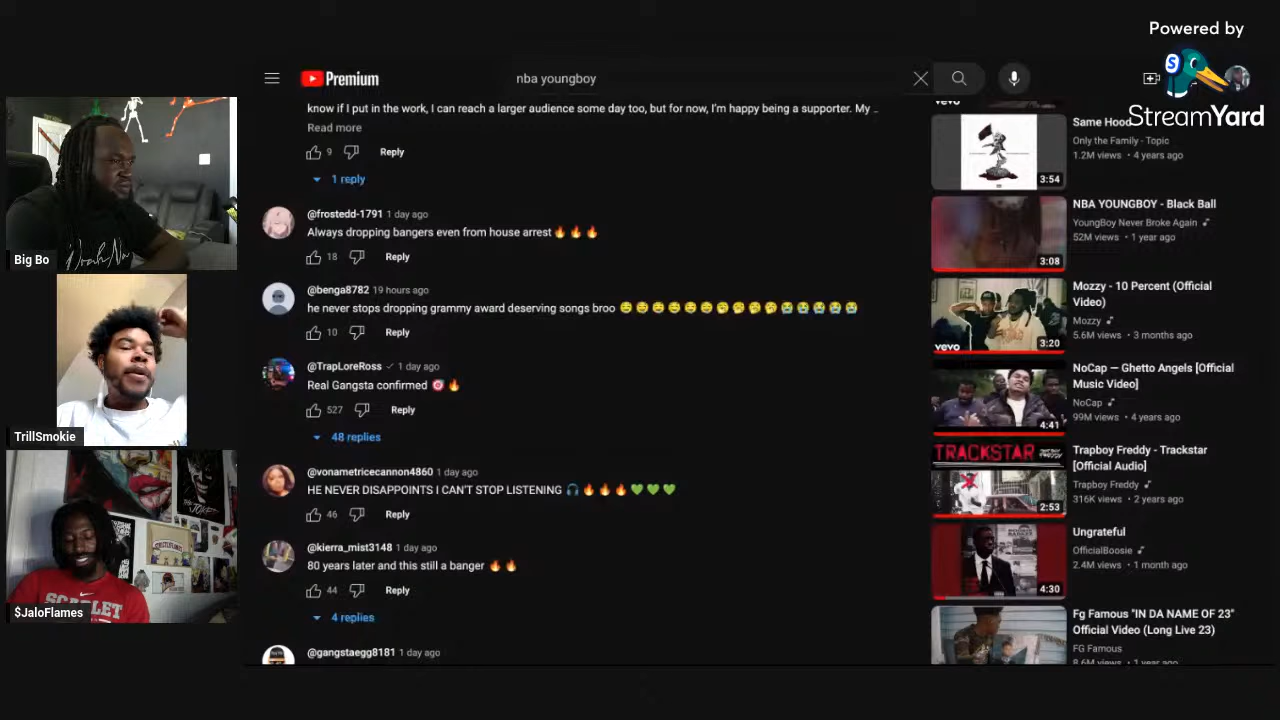 Powered by
StreamYard
Premium
nba youngboy
know if I put in the work, I can reach a larger audience some day too, but for now, I'm happy being a supporter. My ..
Read more
9
Reply
1 reply
@frostedd-1791 1 day ago
Always dropping bangers even from house arrest 🔥 🔥 🔥
18
Reply
@benga8782 19 hours ago
he never stops dropping grammy award deserving songs broo
10
Reply
@TrapLoreRoss 1 day ago
Real Gangsta confirmed 🎯 🔥
527
Reply
48 replies
@vonametricecannon4860 1 day ago
HE NEVER DISAPPOINTS I CAN'T STOP LISTENING 🎧 🔥 🔥 🔥 💚 💚 💚
46
Reply
@kierra_mist3148 1 day ago
80 years later and this still a banger 🔥 🔥
44
Reply
4 replies
@gangstaegg8181 1 day ago
vevo
Same Hood
Only the Family - Topic
1.2M views • 4 years ago
3:54
NBA YOUNGBOY - Black Ball
YoungBoy Never Broke Again
52M views • 1 year ago
3:08
Mozzy - 10 Percent (Official
Video)
Mozzy
5.6M views • 3 months ago
vevo
3:20
NoCap — Ghetto Angels [Official
Music Video]
NoCap
99M views • 4 years ago
4:41
TRACKSTAR
Trapboy Freddy - Trackstar
[Official Audio]
Trapboy Freddy
316K views • 2 years ago
2:53
Ungrateful
OfficialBoosie
2.4M views • 1 month ago
4:30
Fg Famous "IN DA NAME OF 23"
Official Video (Long Live 23)
FG Famous
8.6M views • 1 year ago
Big Bo
TrillSmokie
SCARLET
$JaloFlames